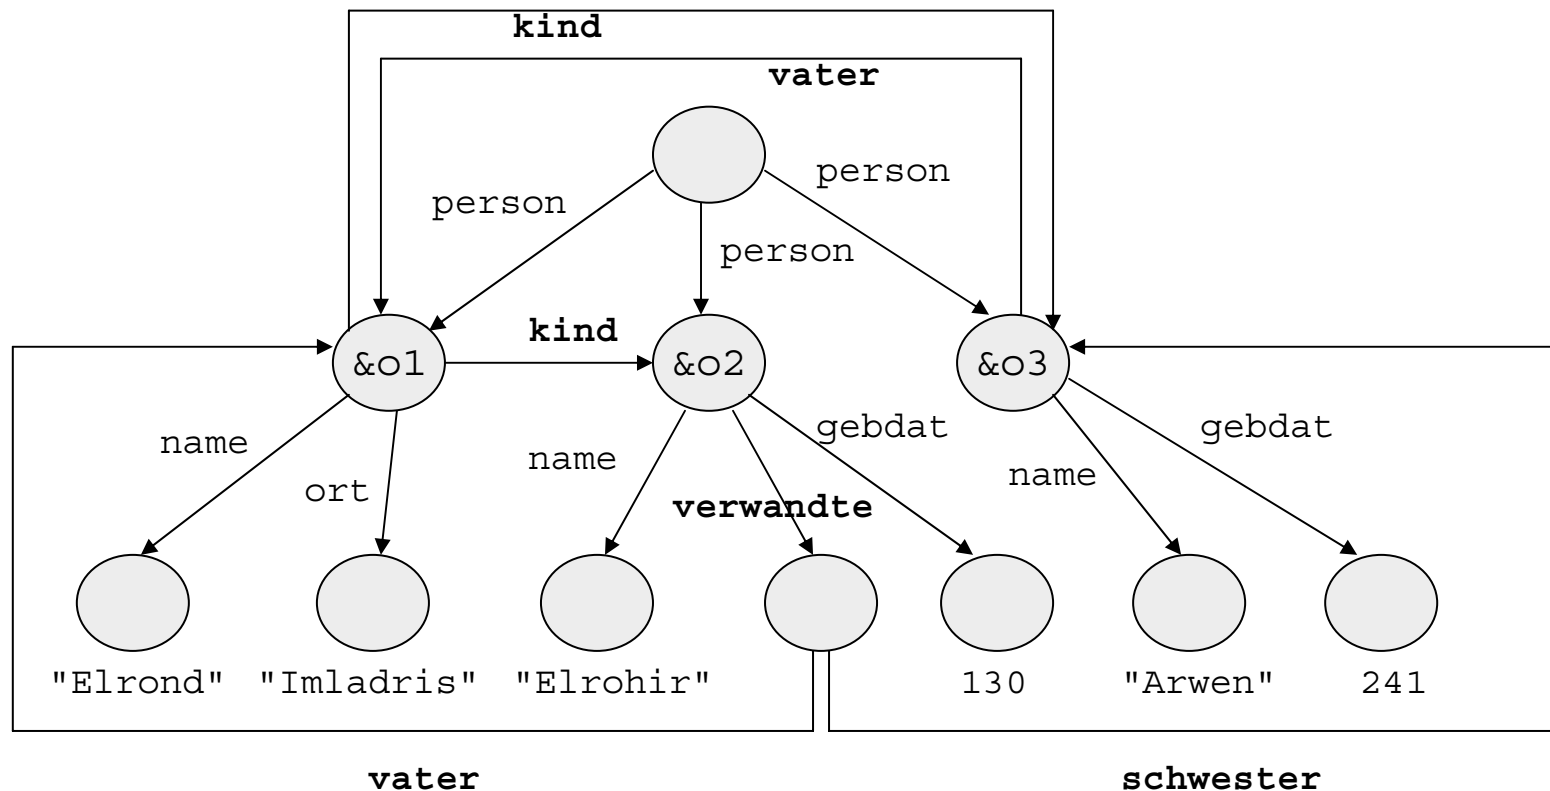 kind
vater
person
person
person
kind
&o1
&o2
&o3
name
ort
name
verwandte
gebdat
name
gebdat
"Elrond"
"Imladris"
"Elrohir"
130
"Arwen"
241
vater
schwester